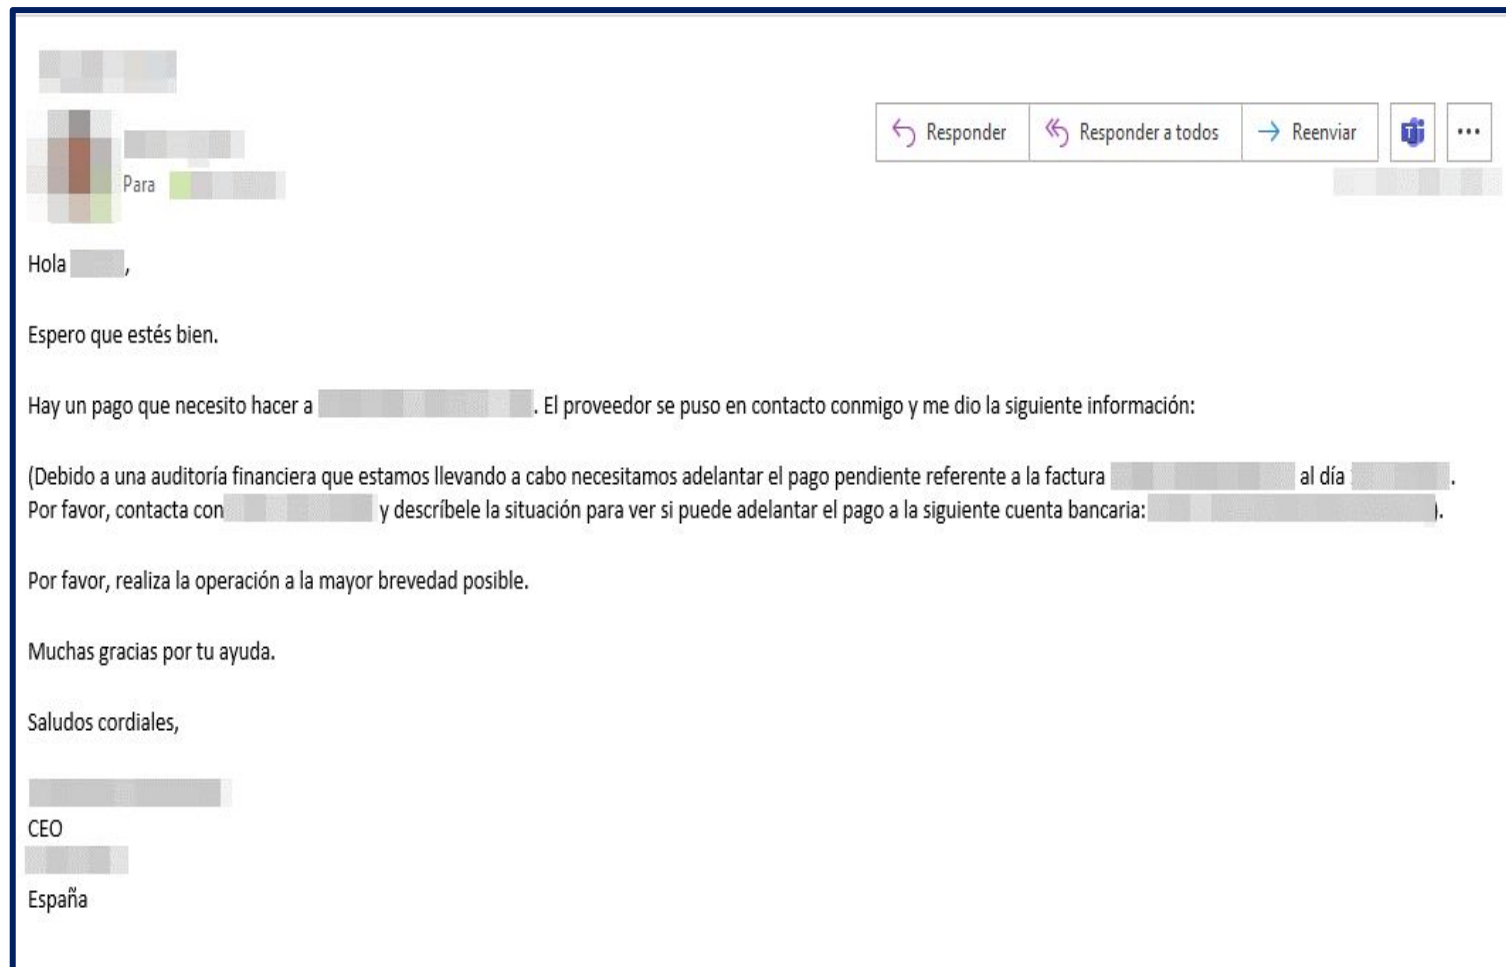 Responder
Responder a todos
Reenviar
Para
Hola ,
Espero que estés bien.
Hay un pago que necesito hacer a . El proveedor se puso en contacto conmigo y me dio la siguiente información:
(Debido a una auditoría financiera que estamos llevando a cabo necesitamos adelantar el pago pendiente referente a la factura al día .
Por favor, contacta con y descríbele la situación para ver si puede adelantar el pago a la siguiente cuenta bancaria: ).
Por favor, realiza la operación a la mayor brevedad posible.
Muchas gracias por tu ayuda.
Saludos cordiales,
CEO
España